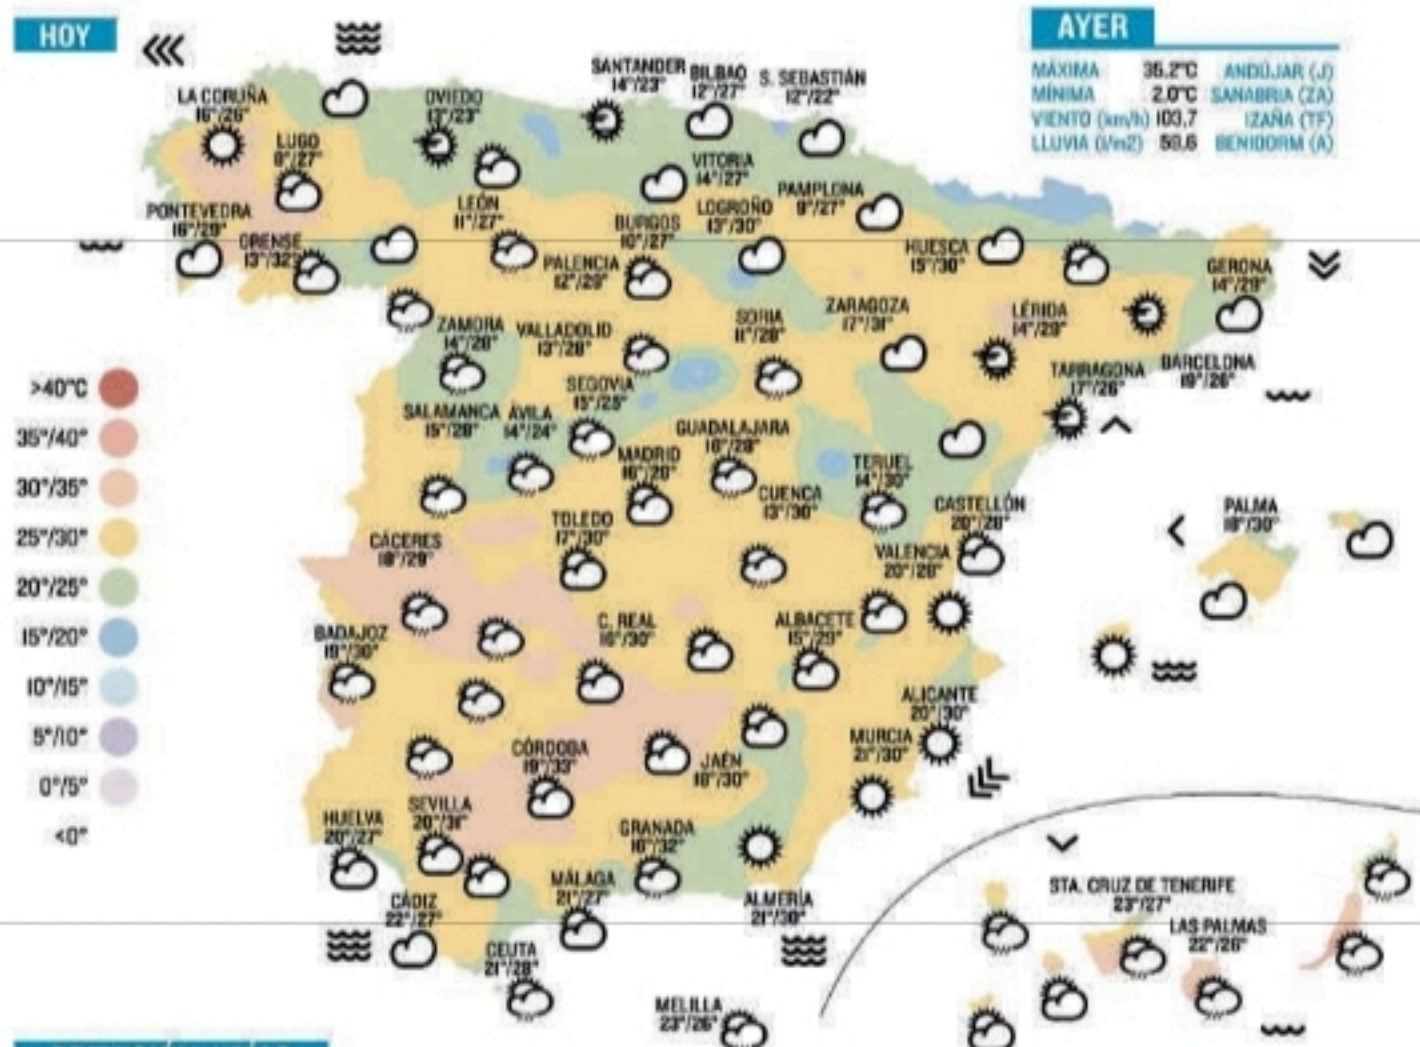 HOY
AYER
MÁXIMA 35.2°C ANDÚJAR (J)
MÍNIMA 2.0°C SANABRIA (ZA)
VIENTO (km/h) 103,7 IZAÑA (TF)
LLUVIA (l/m2) 59.6 BENIDORM (A)
LA CORUÑA
16°/26°
OVIEDO
13°/23°
SANTANDER
14°/23°
BILBAO
12°/27°
S. SEBASTIÁN
12°/22°
LUGO
8°/27°
VITORIA
14°/27°
PONTEVEDRA
16°/29°
LEÓN
11°/27°
BURGOS
10°/27°
LOGROÑO
13°/30°
PAMPLONA
9°/27°
ORENSE
13°/32°
PALENCIA
12°/28°
HUESCA
15°/30°
GERONA
14°/29°
ZAMORA
14°/28°
VALLADOLID
13°/28°
SORIA
11°/28°
ZARAGOZA
17°/31°
LÉRIDA
14°/29°
SEGOVIA
15°/25°
TARRAGONA
17°/26°
BARCELONA
19°/26°
SALAMANCA
15°/28°
ÁVILA
14°/24°
MADRID
16°/28°
GUADALAJARA
16°/28°
CUENCA
13°/30°
TERUEL
14°/30°
CASTELLÓN
20°/28°
PALMA
18°/30°
CÁCERES
18°/29°
TOLEDO
17°/30°
VALENCIA
20°/28°
BADAJOZ
19°/30°
C. REAL
16°/30°
ALBACETE
15°/29°
ALICANTE
20°/30°
CÓRDOBA
19°/33°
JAÉN
18°/30°
MURCIA
21°/30°
HUELVA
20°/27°
SEVILLA
20°/31°
GRANADA
16°/32°
CÁDIZ
22°/27°
MÁLAGA
21°/27°
ALMERÍA
21°/30°
CEUTA
21°/28°
MELILLA
23°/26°
STA. CRUZ DE TENERIFE
23°/27°
LAS PALMAS
22°/26°
>40°C
35°/40°
30°/35°
25°/30°
20°/25°
15°/20°
10°/15°
5°/10°
0°/5°
<0°